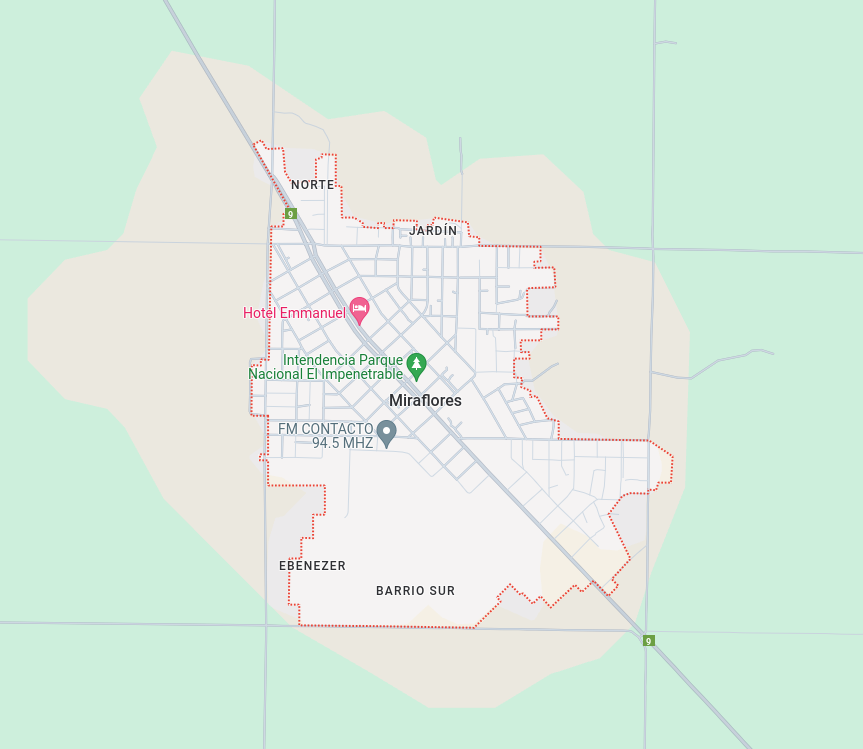 NORTE
9
JARDÍN
Hotel Emmanuel
Intendencia Parque
Nacional El Impenetrable
Miraflores
FM CONTACTO
94.5 MHZ
EBENEZER
BARRIO SUR
9